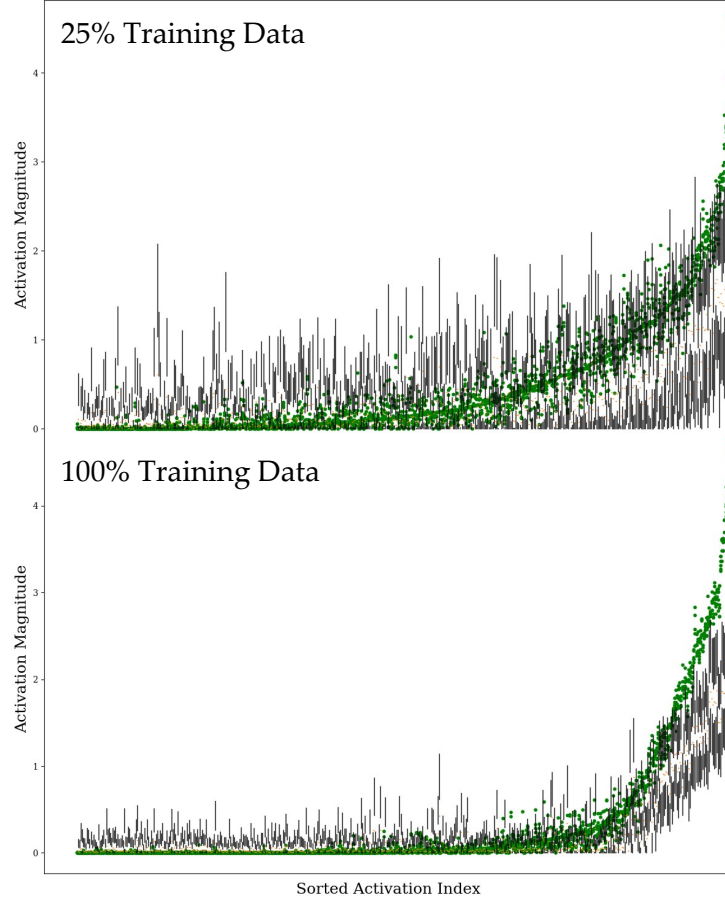 25% Training Data
4
3
2
1
0
Activation Magnitude
100% Training Data
4
3
2
1
0
Activation Magnitude
Sorted Activation Index